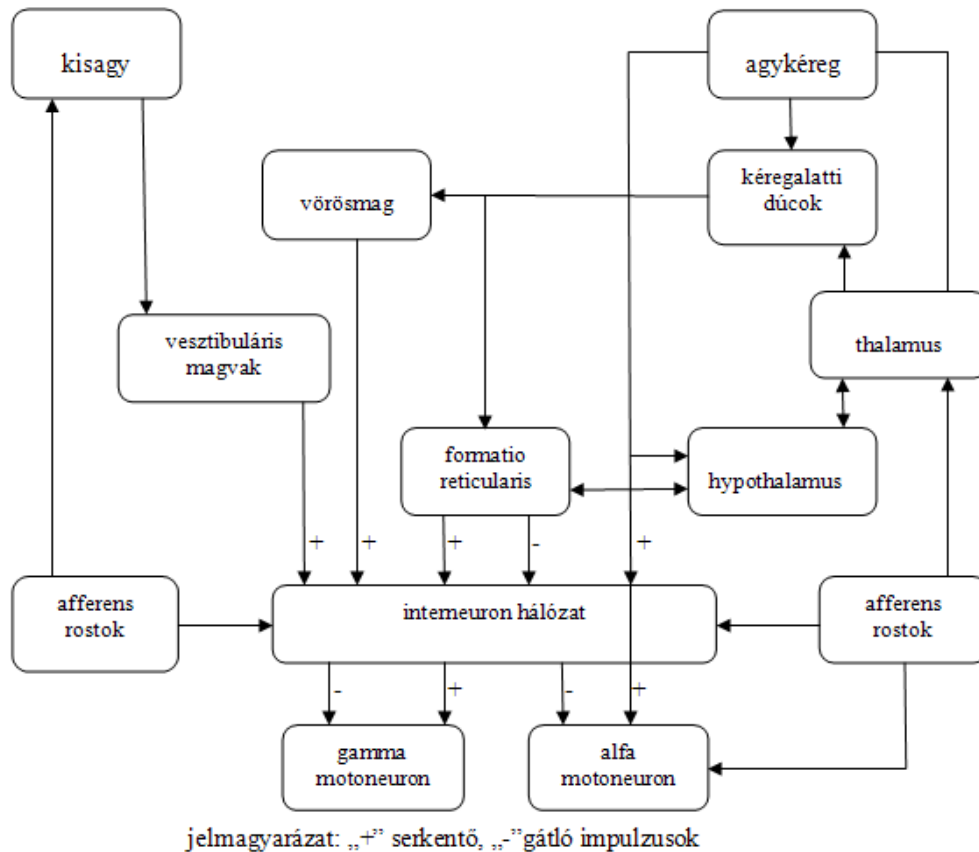 kisagy
agykéreg
vörösmag
kéregalatti
dúcok
vesztibuláris
magvak
thalamus
formatio
reticularis
hypothalamus
+
+
+
-
+
afferens
rostok
interneuron hálózat
afferens
rostok
-
+
-
+
gamma
motoneuron
alfa
motoneuron
jelmagyarázat: „+” serkentő, „-”gátló impulzusok